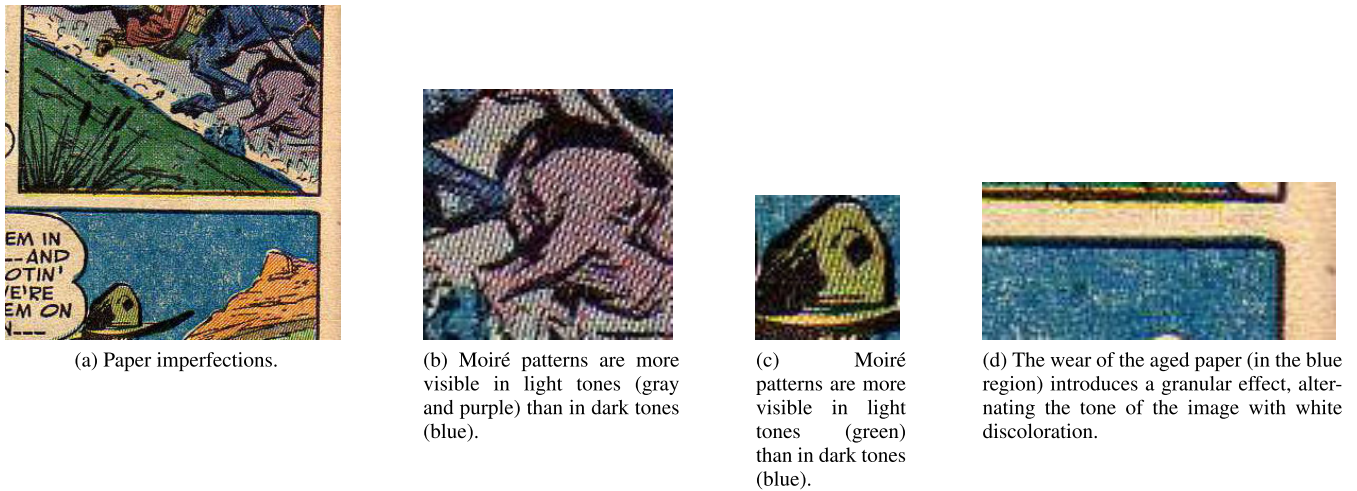 EM IN
--AND
OTIN'
VE'RE
EM ON
N---
(a) Paper imperfections.
(b) Moiré patterns are more
visible in light tones (gray
and purple) than in dark tones
(blue).
(c) Moiré
patterns are more
visible in light
tones (green)
than in dark tones
(blue).
(d) The wear of the aged paper (in the blue
region) introduces a granular effect, alter-
nating the tone of the image with white
discoloration.